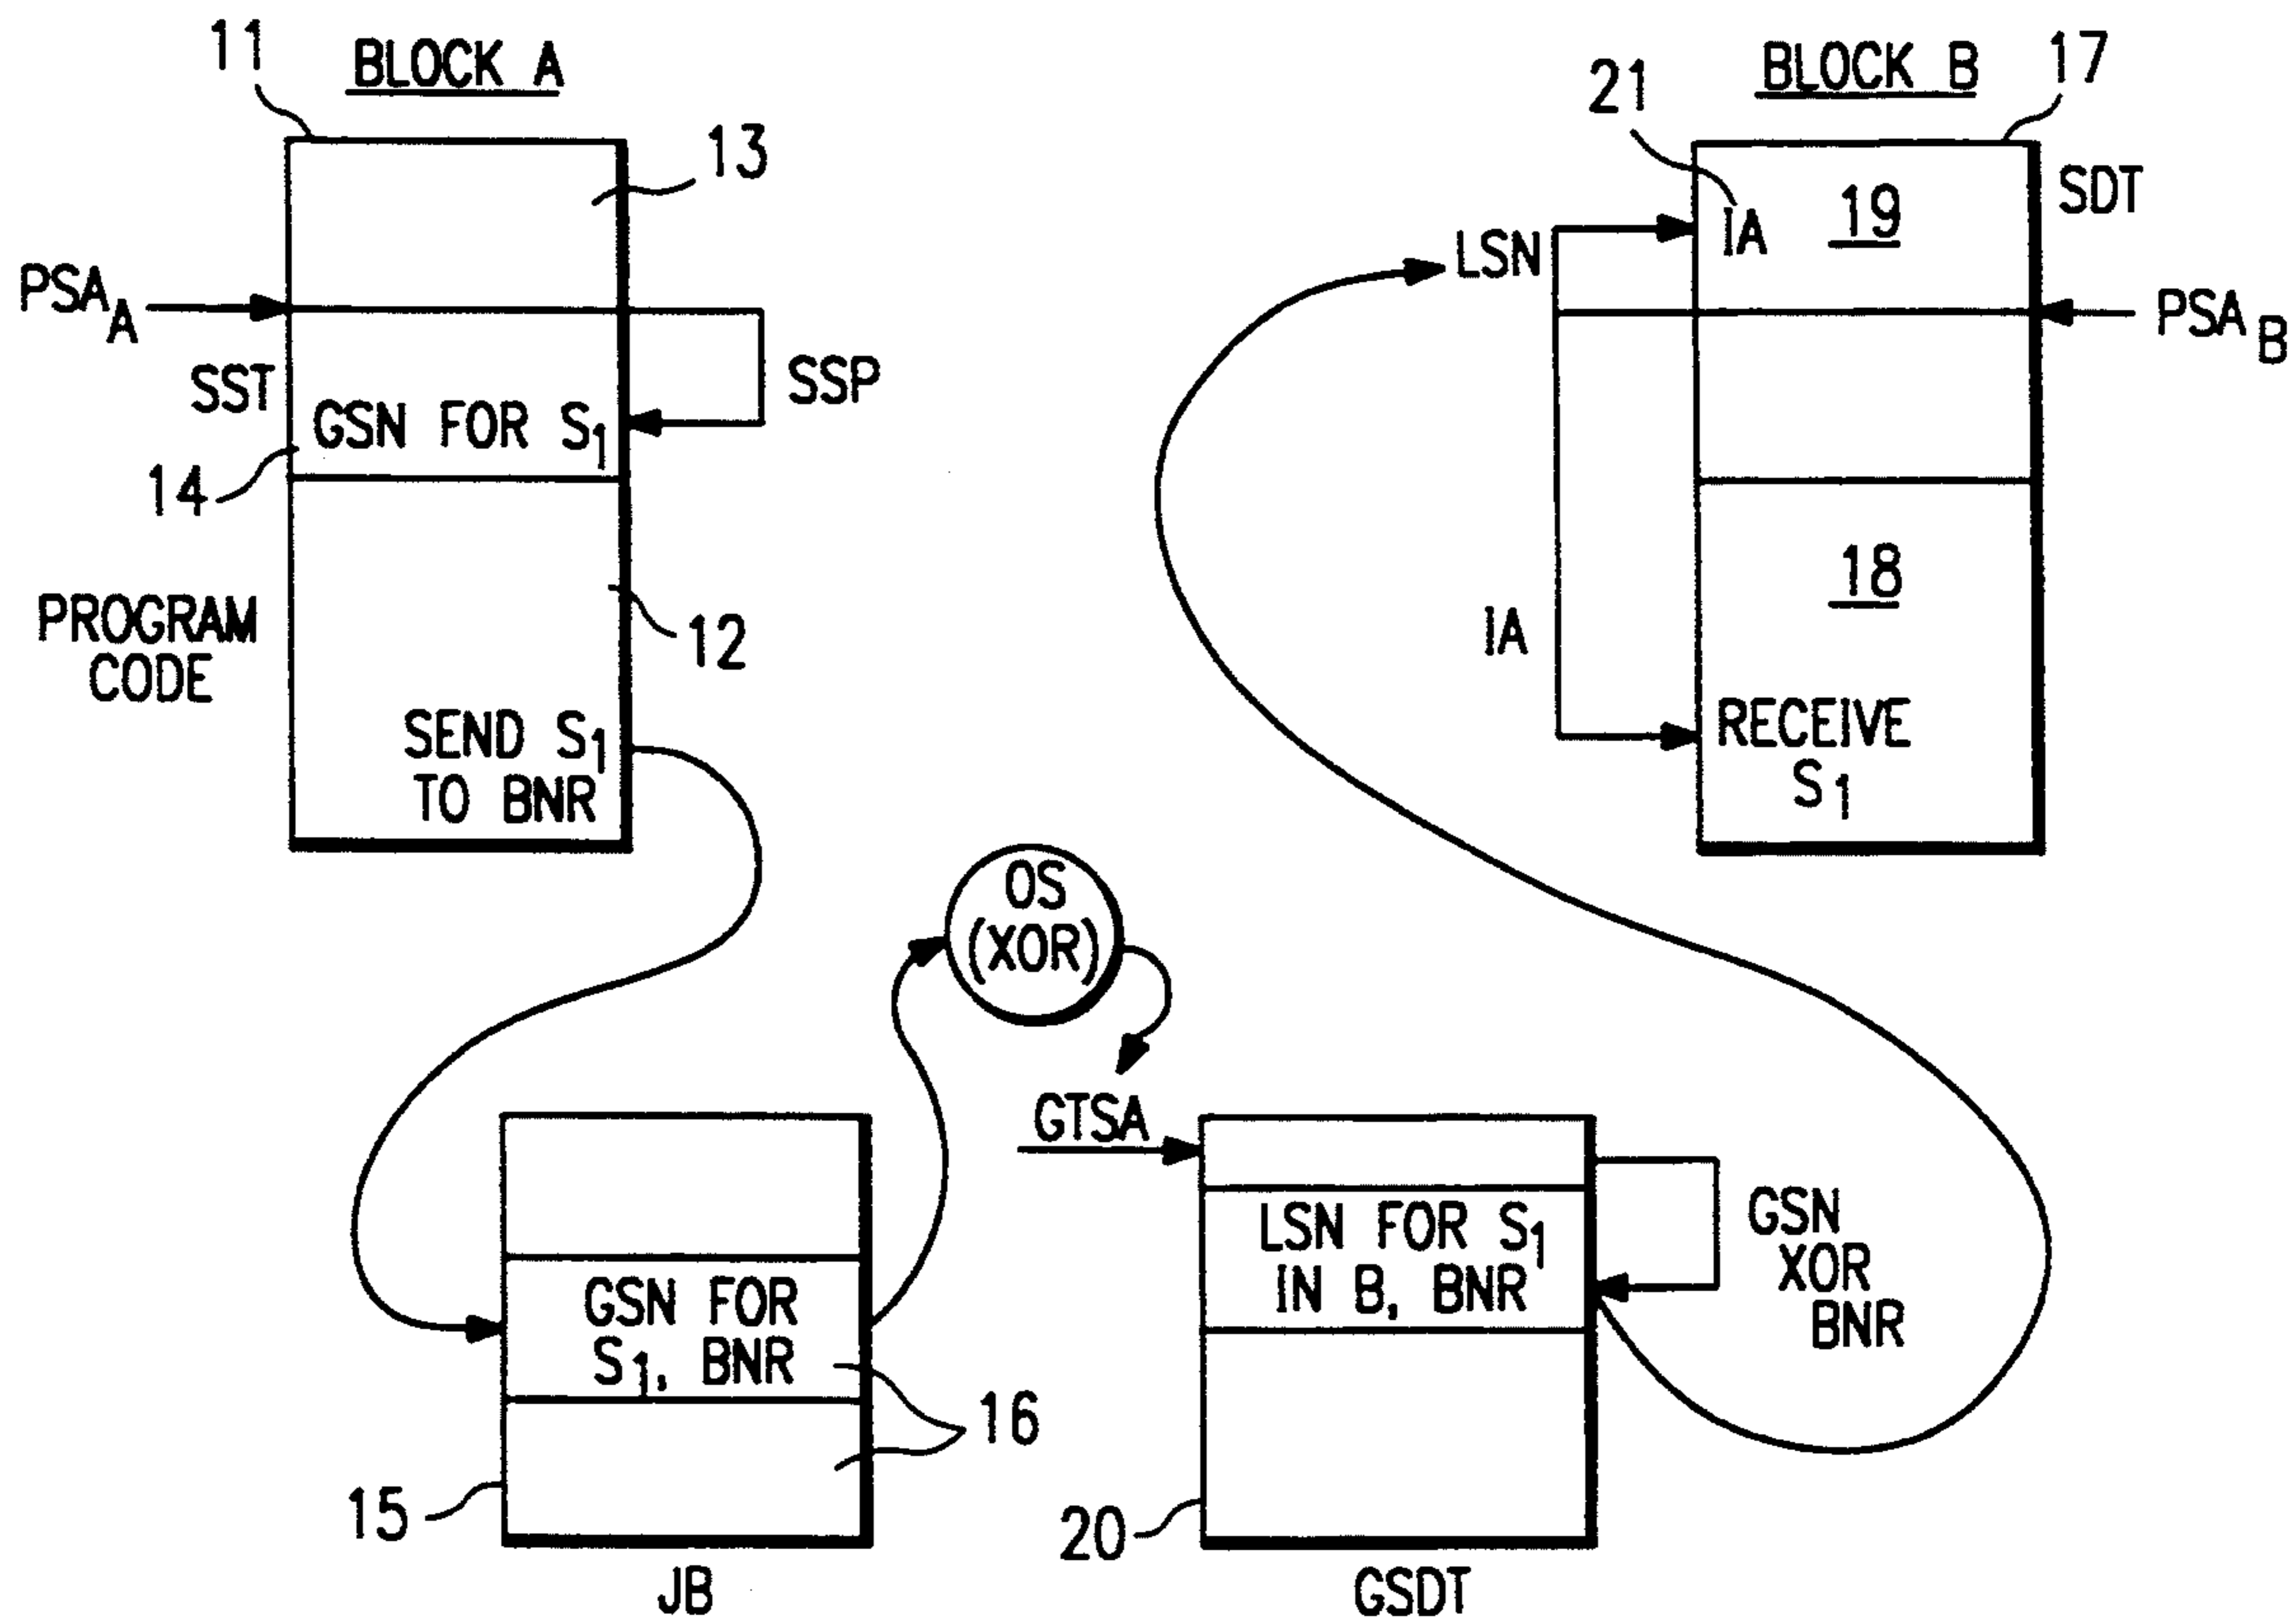 11
BLOCK A
13
PSA A
SST
GSN FOR S1
SSP
14
PROGRAM
CODE
12
SEND S1
TO BNR
BLOCK B
17
21
SDT
IA
19
LSN
PSA B
IA
18
RECEIVE
S1
OS
(XOR)
GTSA
GSN FOR
S1, BNR
16
15
JB
LSN FOR S1
IN B, BNR
GSN
XOR
BNR
20
GSDT